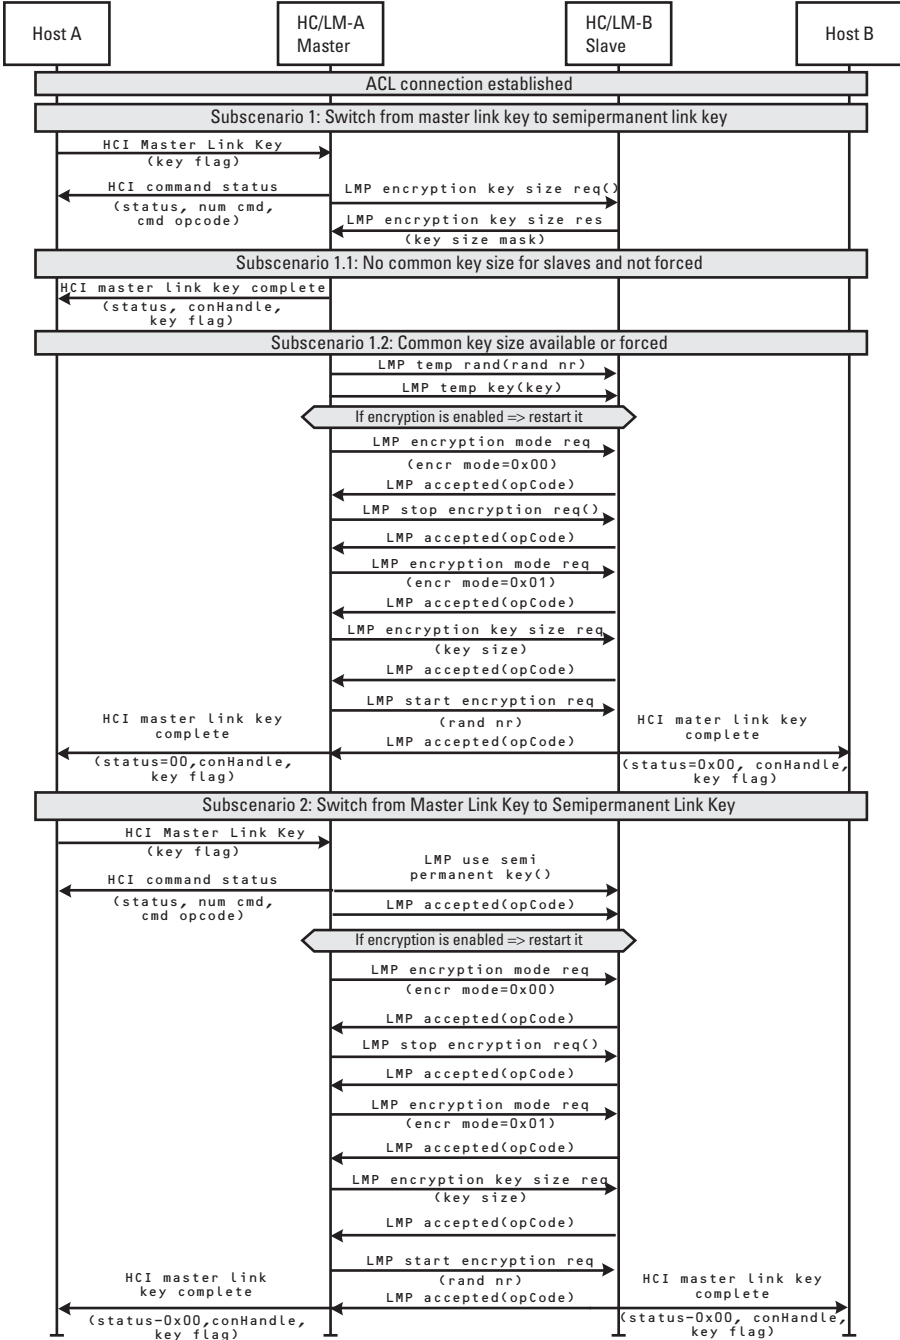 Host A
HC/LM-A
Master
HC/LM-B
Slave
Host B
ACL connection established
Subscenario 1: Switch from master link key to semipermanent link key
HCI Master Link Key
(key flag)
HCI command status
(status, num cmd,
cmd opcode)
LMP encryption key size req()
LMP encryption key size res
(key size mask)
Subscenario 1.1: No common key size for slaves and not forced
HCI master link key complete
(status, conHandle,
key flag)
Subscenario 1.2: Common key size available or forced
LMP temp rand(rand nr)
LMP temp key(key)
If encryption is enabled => restart it
LMP encryption mode req
(encr mode=0x00)
LMP accepted(opCode)
LMP stop encryption req()
LMP accepted(opCode)
LMP encryption mode req
(encr mode=0x01)
LMP accepted(opCode)
LMP encryption key size req
(key size)
LMP accepted(opCode)
LMP start encryption req
(rand nr)
HCI master link key
complete
(status=00,conHandle,
key flag)
LMP accepted(opCode)
HCI mater link key
complete
(status=0x00, conHandle,
key flag)
Subscenario 2: Switch from Master Link Key to Semipermanent Link Key
HCI Master Link Key
(key flag)
HCI command status
(status, num cmd,
cmd opcode)
LMP use semi
permanent key()
LMP accepted(opCode)
If encryption is enabled => restart it
LMP encryption mode req
(encr mode=0x00)
LMP accepted(opCode)
LMP stop encryption req()
LMP accepted(opCode)
LMP encryption mode req
(encr mode=0x01)
LMP accepted(opCode)
LMP encryption key size req
(key size)
LMP accepted(opCode)
LMP start encryption req
(rand nr)
HCI master link
key complete
(status-0x00,conHandle,
key flag)
LMP accepted(opCode)
HCI master link key
complete
(status-0x00, conHandle,
key flag)